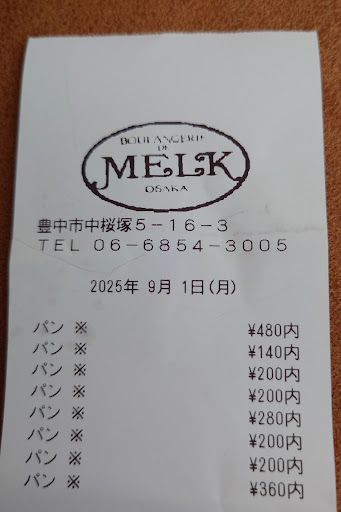 BOULANGERIE
DE
MELK
OSAKA
豊中市中桜塚5-16-3
TEL 06-6854-3005
2025年 9月 1日(月)
パン ※ ¥480内
パン ※ ¥140内
パン ※ ¥200内
パン ※ ¥200内
パン ※ ¥280内
パン ※ ¥200内
パン ※ ¥200内
パン ※ ¥360内